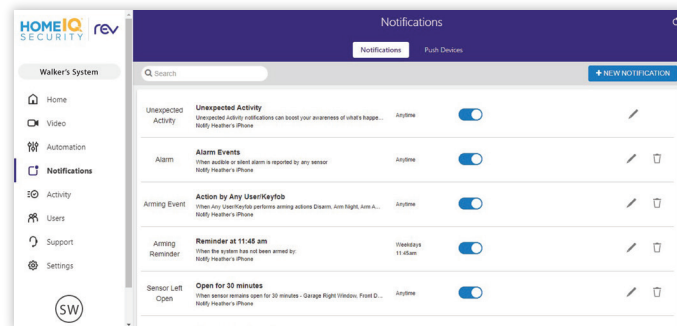 HOMEIQ
SECURITY
rev
Notifications
Notifications
Push Devices
Walker's System
Search
+ NEW NOTIFICATION
Home
Video
Automation
Notifications
Activity
Users
Support
Settings
SW
Unexpected
Activity
Unexpected Activity
Unexpected Activity notifications can boost your awareness of what's happe...
Notify Heather's iPhone
Anytime
Alarm
Alarm Events
When audible or silent alarm is reported by any sensor
Notify Heather's iPhone
Anytime
Arming Event
Action by Any User/Keyfob
When Any User/Keyfob performs arming actions Disarm, Arm Night, Arm A...
Notify Heather's iPhone
Anytime
Arming
Reminder
Reminder at 11:45 am
When the system has not been armed by:
Notify Heather's iPhone
Weekdays
11:45am
Sensor Left
Open
Open for 30 minutes
When sensor remains open for 30 minutes - Garage Right Window, Front D...
Notify Heather's iPhone
Anytime